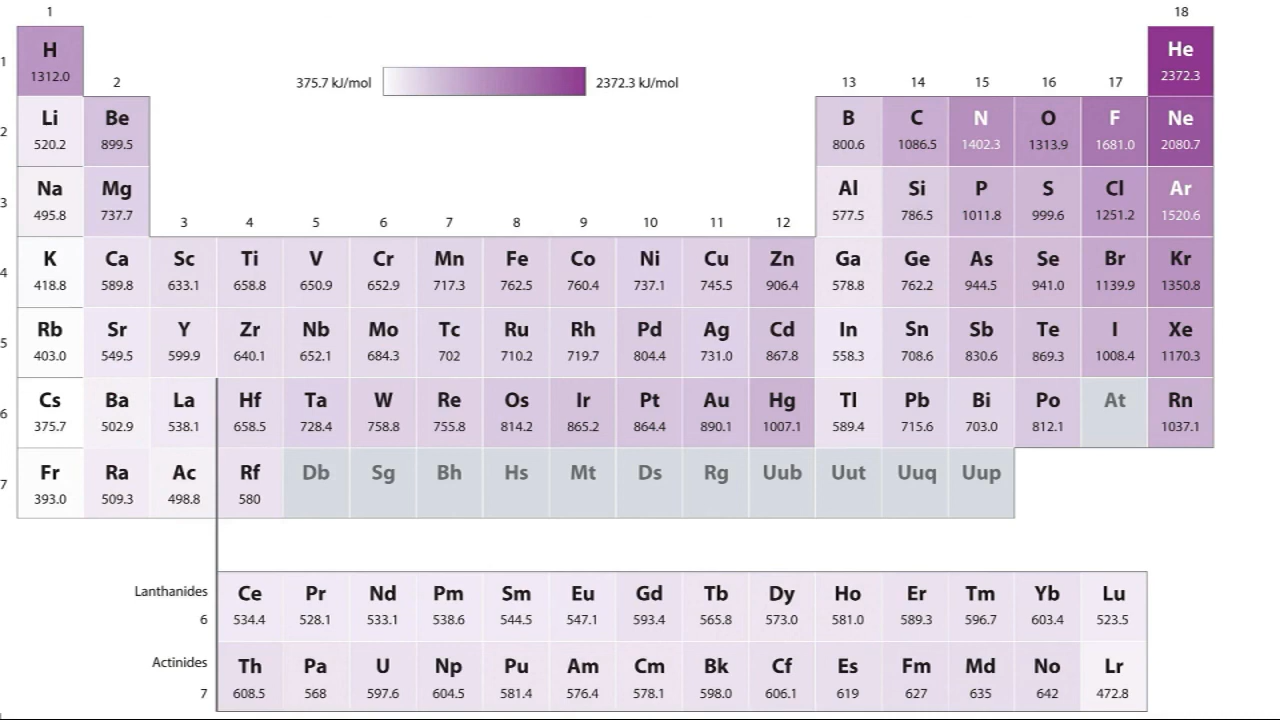 1 18
1 H He
1312.0 2372.3
2 375.7 kJ/mol 2372.3 kJ/mol 13 14 15 16 17
2 Li Be B C N O F Ne
520.2 899.5 800.6 1086.5 1402.3 1313.9 1681.0 2080.7
3 Na Mg Al Si P S Cl Ar
495.8 737.7 577.5 786.5 1011.8 999.6 1251.2 1520.6
3 4 5 6 7 8 9 10 11 12
4 K Ca Sc Ti V Cr Mn Fe Co Ni Cu Zn Ga Ge As Se Br Kr
418.8 589.8 633.1 658.8 650.9 652.9 717.3 762.5 760.4 737.1 745.5 906.4 578.8 762.2 944.5 941.0 1139.9 1350.8
5 Rb Sr Y Zr Nb Mo Tc Ru Rh Pd Ag Cd In Sn Sb Te I Xe
403.0 549.5 599.9 640.1 652.1 684.3 702 710.2 719.7 804.4 731.0 867.8 558.3 708.6 830.6 869.3 1008.4 1170.3
6 Cs Ba La Hf Ta W Re Os Ir Pt Au Hg Tl Pb Bi Po At Rn
375.7 502.9 538.1 658.5 728.4 758.8 755.8 814.2 865.2 864.4 890.1 1007.1 589.4 715.6 703.0 812.1 1037.1
7 Fr Ra Ac Rf Db Sg Bh Hs Mt Ds Rg Uub Uut Uuq Uup
393.0 509.3 498.8 580
Lanthanides Ce Pr Nd Pm Sm Eu Gd Tb Dy Ho Er Tm Yb Lu
6 534.4 528.1 533.1 538.6 544.5 547.1 593.4 565.8 573.0 581.0 589.3 596.7 603.4 523.5
Actinides Th Pa U Np Pu Am Cm Bk Cf Es Fm Md No Lr
7 608.5 568 597.6 604.5 581.4 576.4 578.1 598.0 606.1 619 627 635 642 472.8